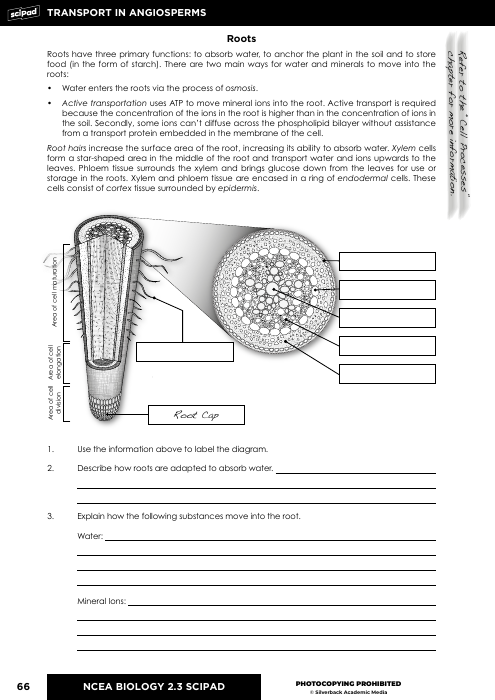 scipad TRANSPORT IN ANGIOSPERMS
Roots
Roots have three primary functions: to absorb water, to anchor the plant in the soil and to store
food (in the form of starch). There are two main ways for water and minerals to move into the
roots:
• Water enters the roots via the process of osmosis.
• Active transportation uses ATP to move mineral ions into the root. Active transport is required
because the concentration of the ions in the root is higher than in the concentration of ions in
the soil. Secondly, some ions can't diffuse across the phospholipid bilayer without assistance
from a transport protein embedded in the membrane of the cell.
Root hairs increase the surface area of the root, increasing its ability to absorb water. Xylem cells
form a star-shaped area in the middle of the root and transport water and ions upwards to the
leaves. Phloem tissue surrounds the xylem and brings glucose down from the leaves for use or
storage in the roots. Xylem and phloem tissue are encased in a ring of endodermal cells. These
cells consist of cortex tissue surrounded by epidermis.
Refer to the "Cell Processes"
chapter for more information.
Area of cell maturation
Area of cell
elongation
Area of cell
division
Root Cap
1. Use the information above to label the diagram.
2. Describe how roots are adapted to absorb water.
3. Explain how the following substances move into the root.
Water:
Mineral Ions:
66 NCEA BIOLOGY 2.3 SCIPAD PHOTOCOPYING PROHIBITED
© Silverback Academic Media